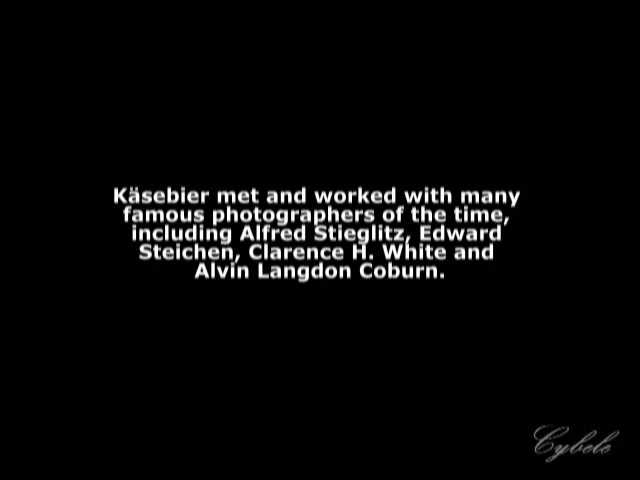 Käsebier met and worked with many
famous photographers of the time,
including Alfred Stieglitz, Edward
Steichen, Clarence H. White and
Alvin Langdon Coburn.
Cybele